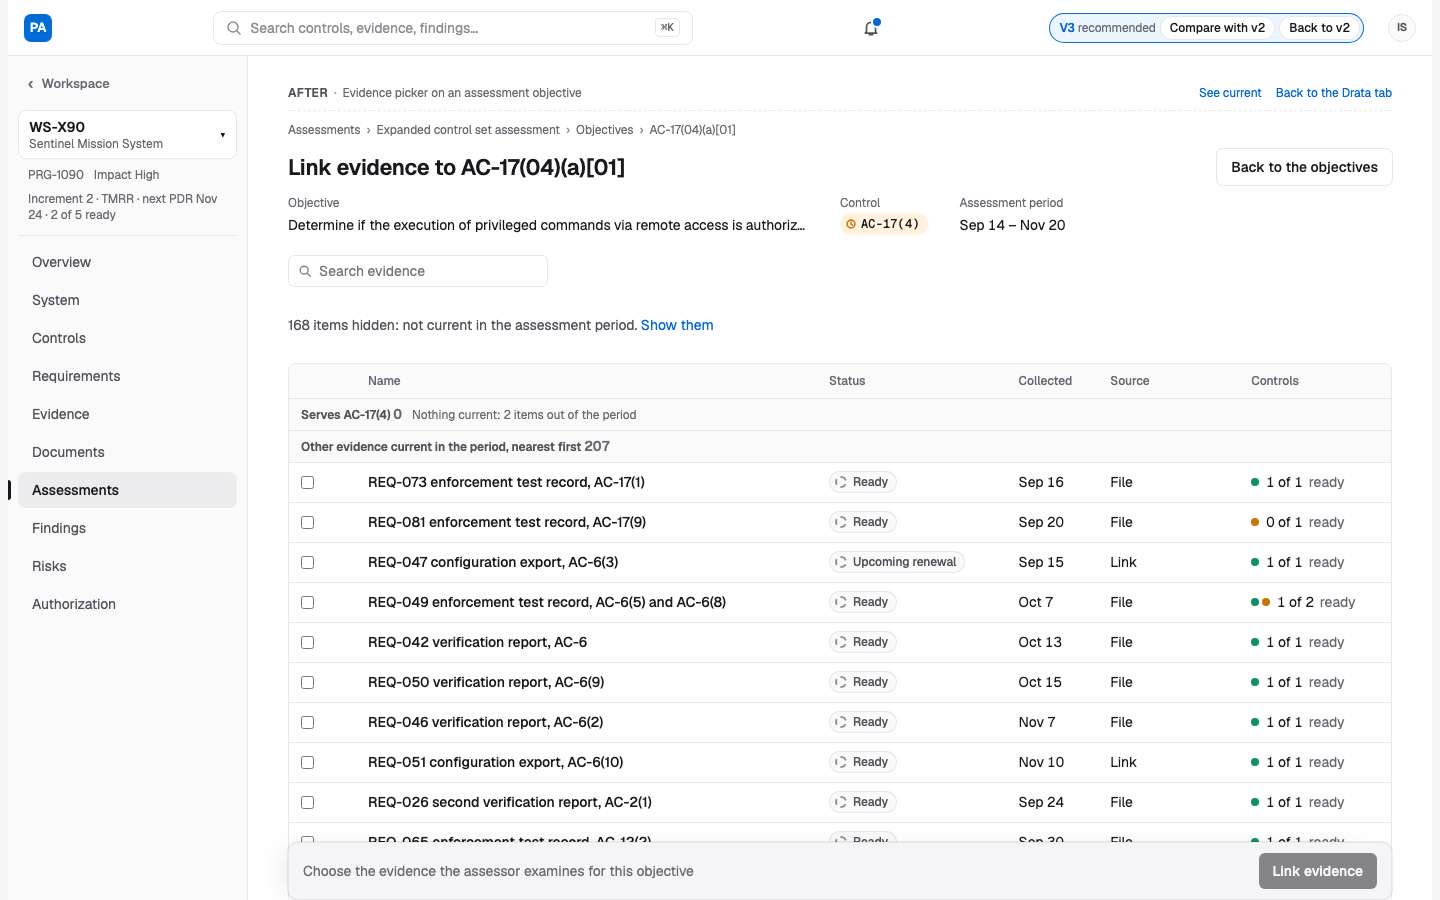 PA
Search controls, evidence, findings...
⌘K
V3 recommended
Compare with v2
Back to v2
IS
‹ Workspace
WS-X90
Sentinel Mission System
PRG-1090 Impact High
Increment 2 · TMRR · next PDR Nov
24 · 2 of 5 ready
Overview
System
Controls
Requirements
Evidence
Documents
Assessments
Findings
Risks
Authorization
AFTER · Evidence picker on an assessment objective
See current
Back to the Drata tab
Assessments › Expanded control set assessment › Objectives › AC-17(04)(a)[01]
Link evidence to AC-17(04)(a)[01]
Back to the objectives
Objective
Determine if the execution of privileged commands via remote access is authoriz...
Control
AC-17(4)
Assessment period
Sep 14 – Nov 20
Search evidence
168 items hidden: not current in the assessment period. Show them
Name Status Collected Source Controls
Serves AC-17(4) 0 Nothing current: 2 items out of the period
Other evidence current in the period, nearest first 207
REQ-073 enforcement test record, AC-17(1) Ready Sep 16 File 1 of 1 ready
REQ-081 enforcement test record, AC-17(9) Ready Sep 20 File 0 of 1 ready
REQ-047 configuration export, AC-6(3) Upcoming renewal Sep 15 Link 1 of 1 ready
REQ-049 enforcement test record, AC-6(5) and AC-6(8) Ready Oct 7 File 1 of 2 ready
REQ-042 verification report, AC-6 Ready Oct 13 File 1 of 1 ready
REQ-050 verification report, AC-6(9) Ready Oct 15 File 1 of 1 ready
REQ-046 verification report, AC-6(2) Ready Nov 7 File 1 of 1 ready
REQ-051 configuration export, AC-6(10) Ready Nov 10 Link 1 of 1 ready
REQ-026 second verification report, AC-2(1) Ready Sep 24 File 1 of 1 ready
REQ-065 enforcement test record, Ready Sep 30 File 1 of 1 ready
Choose the evidence the assessor examines for this objective
Link evidence